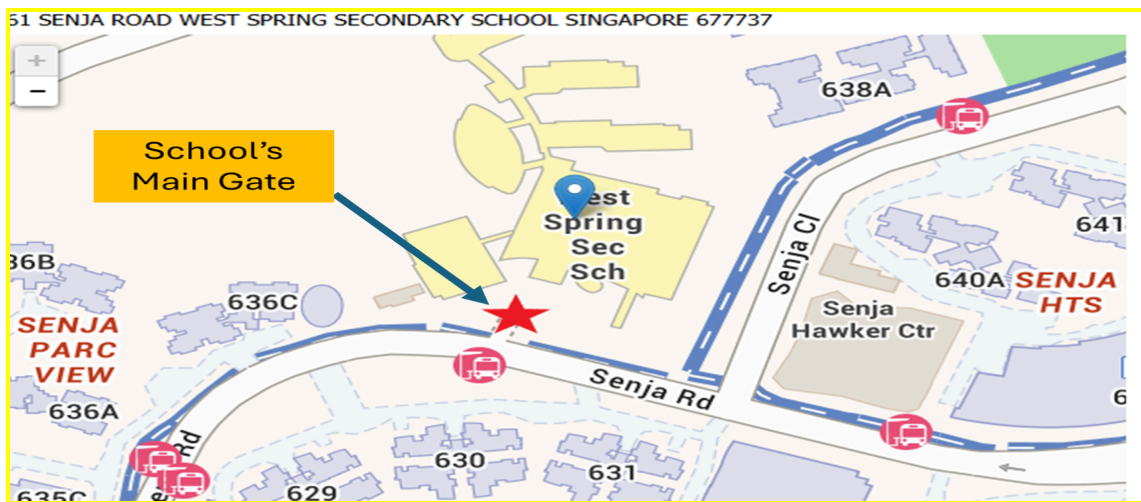 61 SENJA ROAD WEST SPRING SECONDARY SCHOOL SINGAPORE 677737
+
-
School's
Main Gate
638A
West
Spring
Sec
Sch
Senja Cl
641
36B
636C
640A
SENJA
HTS
Senja
Hawker Ctr
SENJA
PARC
VIEW
636A
Senja Rd
Rd
630
631
629
635C